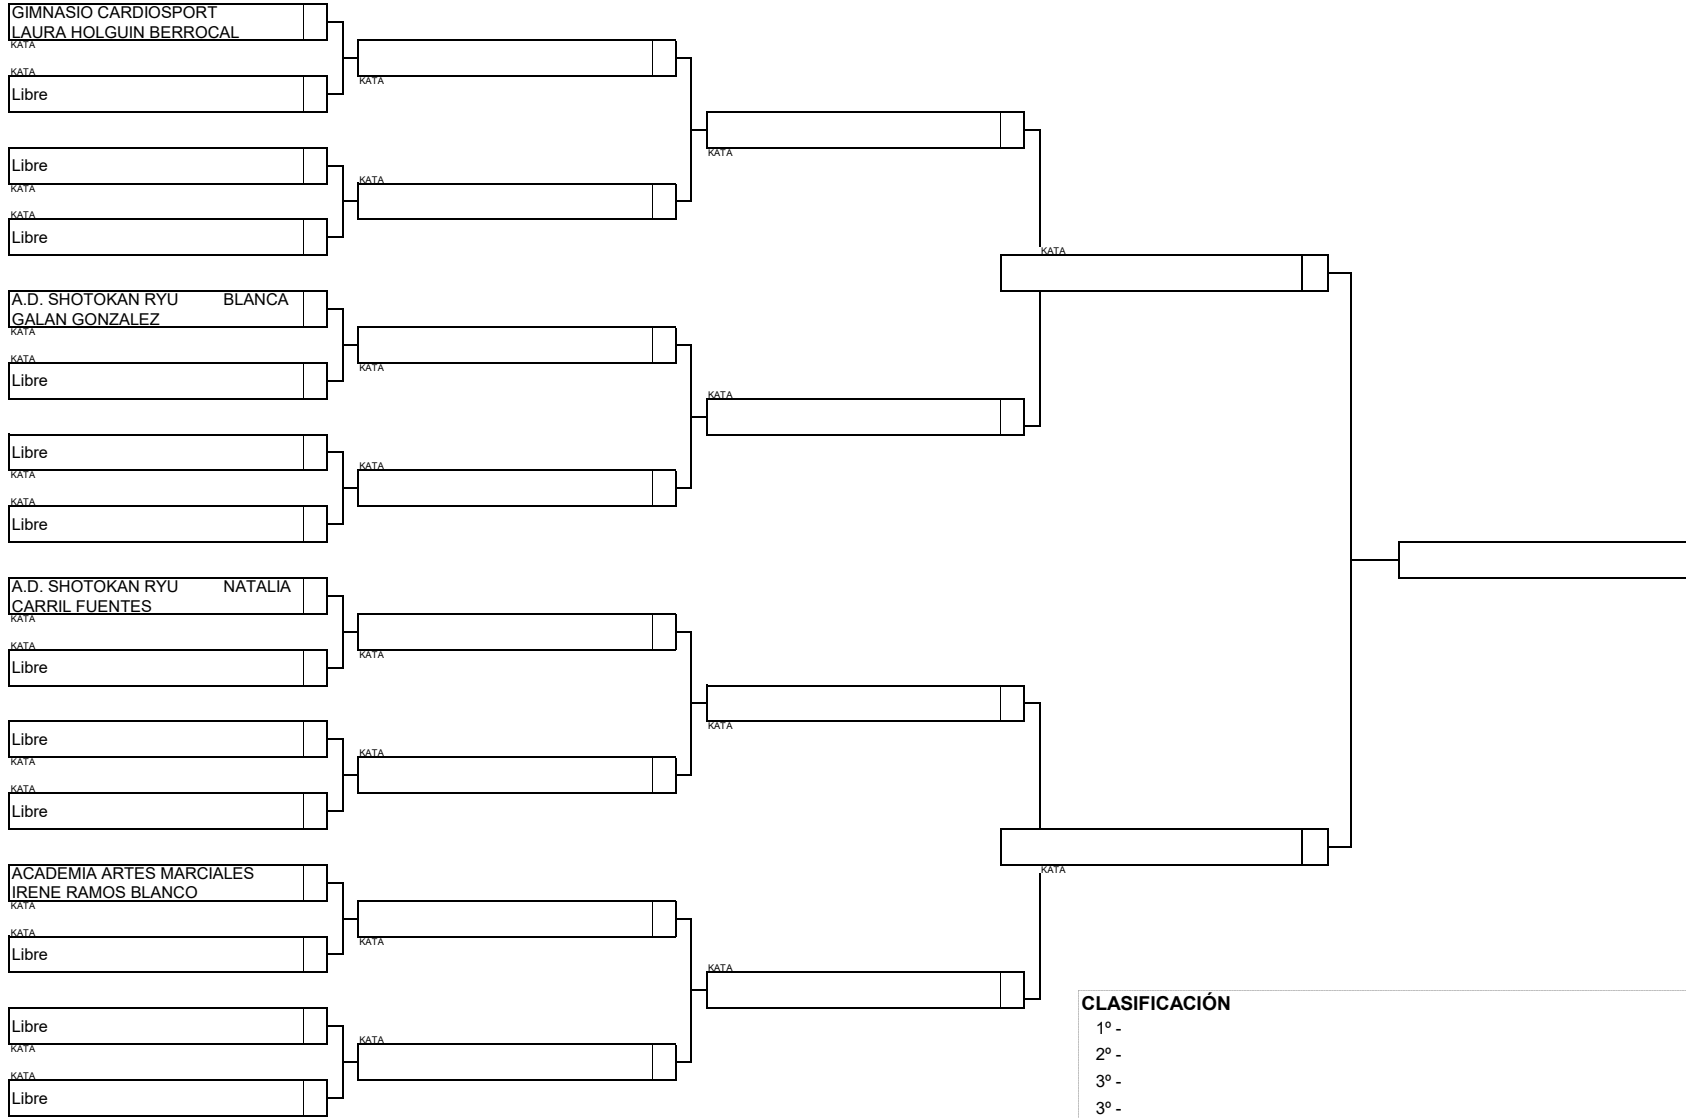 GIMNASIO CARDIOSPORT
LAURA HOLGUIN BERROCAL
KATA
KATA
Libre
Libre
KATA
KATA
Libre
A.D. SHOTOKAN RYU BLANCA
GALAN GONZALEZ
KATA
KATA
Libre
Libre
KATA
KATA
Libre
A.D. SHOTOKAN RYU NATALIA
CARRIL FUENTES
KATA
KATA
Libre
Libre
KATA
KATA
Libre
ACADEMIA ARTES MARCIALES
IRENE RAMOS BLANCO
KATA
KATA
Libre
Libre
KATA
KATA
Libre
KATA
KATA
KATA
KATA
KATA
KATA
KATA
KATA
KATA
KATA
KATA
KATA
KATA
KATA
CLASIFICACIÓN
1º -
2º -
3º -
3º -